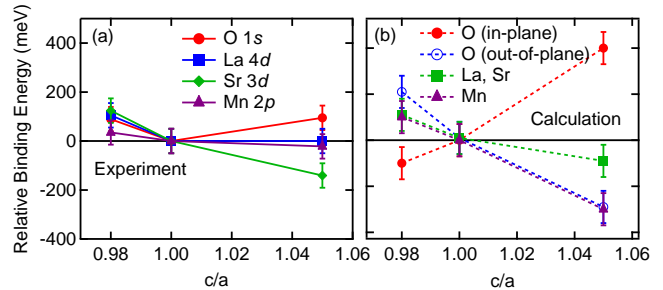 Relative Binding Energy (meV)
400
200
0
-200
-400
(a)
O 1s
La 4d
Sr 3d
Mn 2p
Experiment
0.98
1.00
1.02
1.04
1.06
c/a
(b)
O (in-plane)
O (out-of-plane)
La, Sr
Mn
Calculation
0.98
1.00
1.02
1.04
1.06
c/a